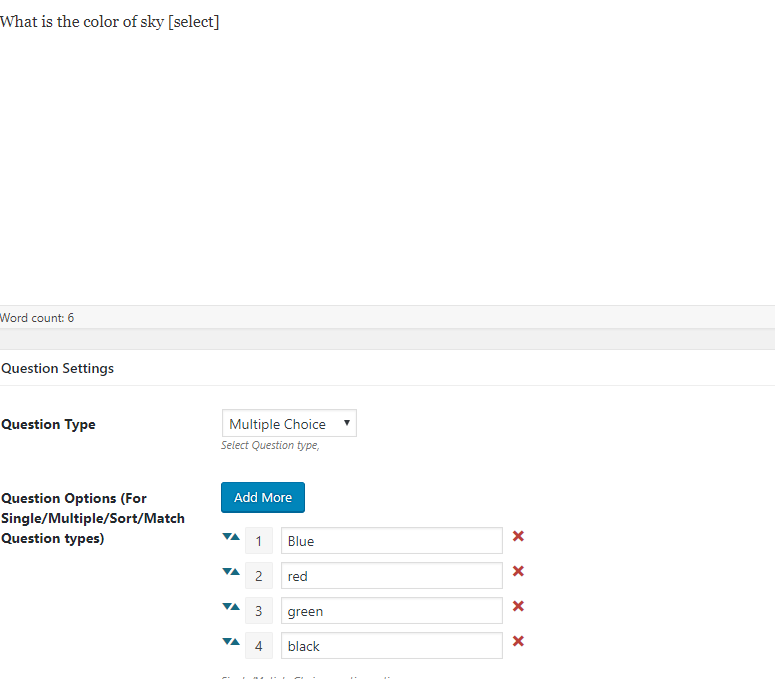 What is the color of sky [select]
Word count: 6
Question Settings
Question Type
Multiple Choice
Select Question type,
Question Options (For
Single/Multiple/Sort/Match
Question types)
Add More
1 Blue
2 red
3 green
4 black